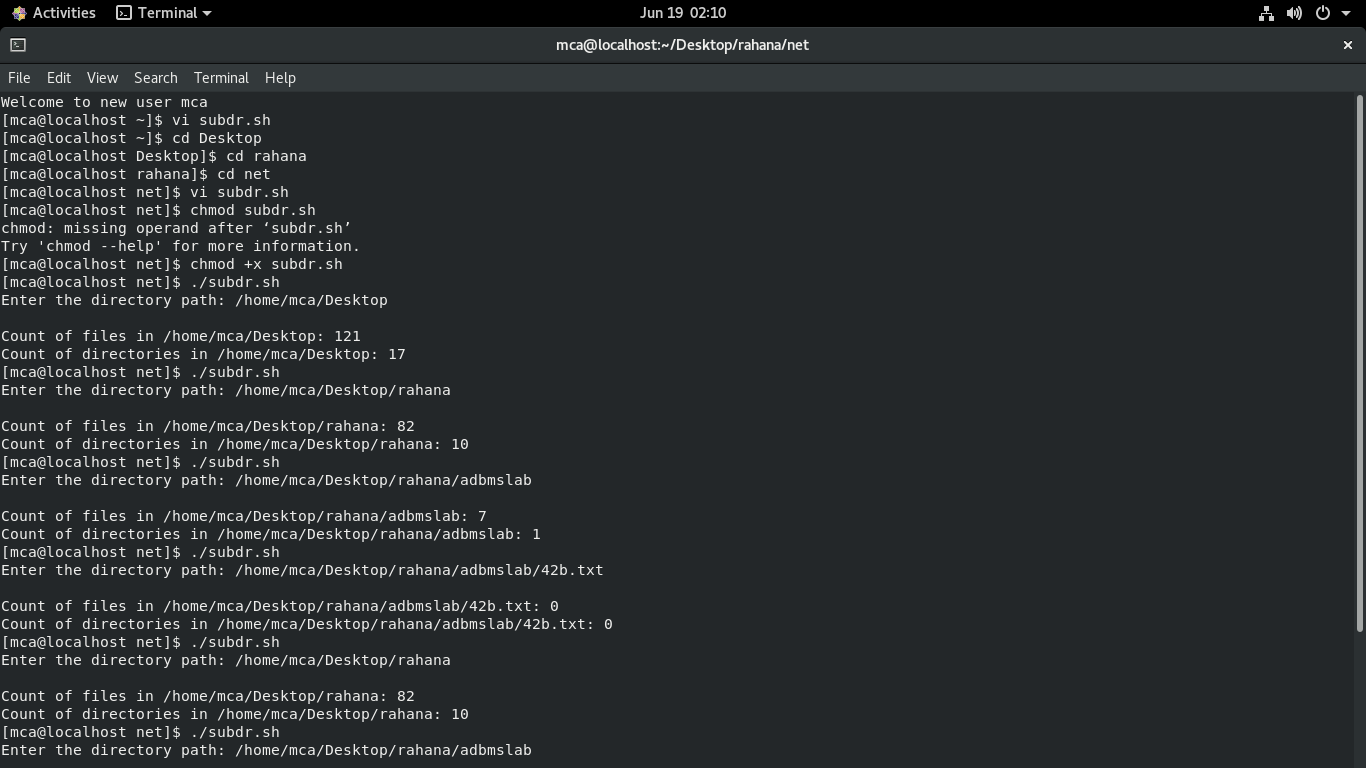 Activities Terminal Jun 19 02:10
mca@localhost:~/Desktop/rahana/net ×
File Edit View Search Terminal Help
Welcome to new user mca
[mca@localhost ~]$ vi subdr.sh
[mca@localhost ~]$ cd Desktop
[mca@localhost Desktop]$ cd rahana
[mca@localhost rahana]$ cd net
[mca@localhost net]$ vi subdr.sh
[mca@localhost net]$ chmod subdr.sh
chmod: missing operand after ‘subdr.sh’
Try 'chmod --help' for more information.
[mca@localhost net]$ chmod +x subdr.sh
[mca@localhost net]$ ./subdr.sh
Enter the directory path: /home/mca/Desktop

Count of files in /home/mca/Desktop: 121
Count of directories in /home/mca/Desktop: 17
[mca@localhost net]$ ./subdr.sh
Enter the directory path: /home/mca/Desktop/rahana

Count of files in /home/mca/Desktop/rahana: 82
Count of directories in /home/mca/Desktop/rahana: 10
[mca@localhost net]$ ./subdr.sh
Enter the directory path: /home/mca/Desktop/rahana/adbmslab

Count of files in /home/mca/Desktop/rahana/adbmslab: 7
Count of directories in /home/mca/Desktop/rahana/adbmslab: 1
[mca@localhost net]$ ./subdr.sh
Enter the directory path: /home/mca/Desktop/rahana/adbmslab/42b.txt

Count of files in /home/mca/Desktop/rahana/adbmslab/42b.txt: 0
Count of directories in /home/mca/Desktop/rahana/adbmslab/42b.txt: 0
[mca@localhost net]$ ./subdr.sh
Enter the directory path: /home/mca/Desktop/rahana

Count of files in /home/mca/Desktop/rahana: 82
Count of directories in /home/mca/Desktop/rahana: 10
[mca@localhost net]$ ./subdr.sh
Enter the directory path: /home/mca/Desktop/rahana/adbmslab